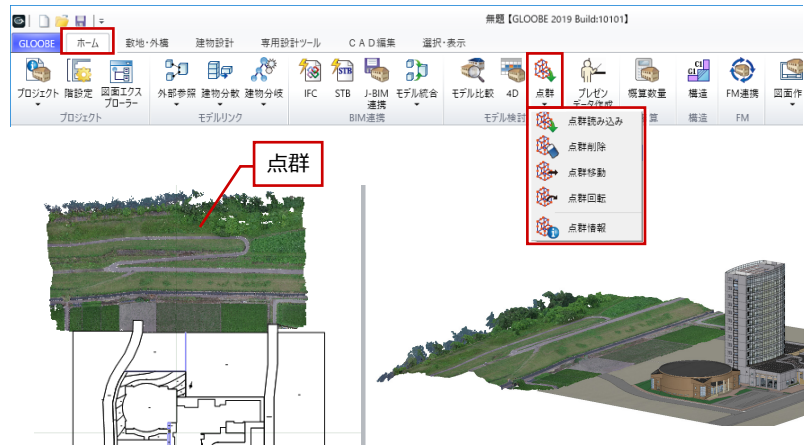 無題【GLOOBE 2019 Build:10101】
GLOOBE ホーム 敷地・外構 建物設計 専用設計ツール CAD編集 選択・表示
プロジェクト 階設定 図面エクスプローラー 外部参照 建物分散 建物分岐 IFC STB J-BIM連携 モデル統合 モデル比較 4D 点群 プレゼンデータ作成 概算数量 構造 FM連携 図面作
プロジェクト モデルリンク BIM連携 モデル検討 算 構造 FM
点群読み込み
点群削除
点群移動
点群回転
点群情報
点群